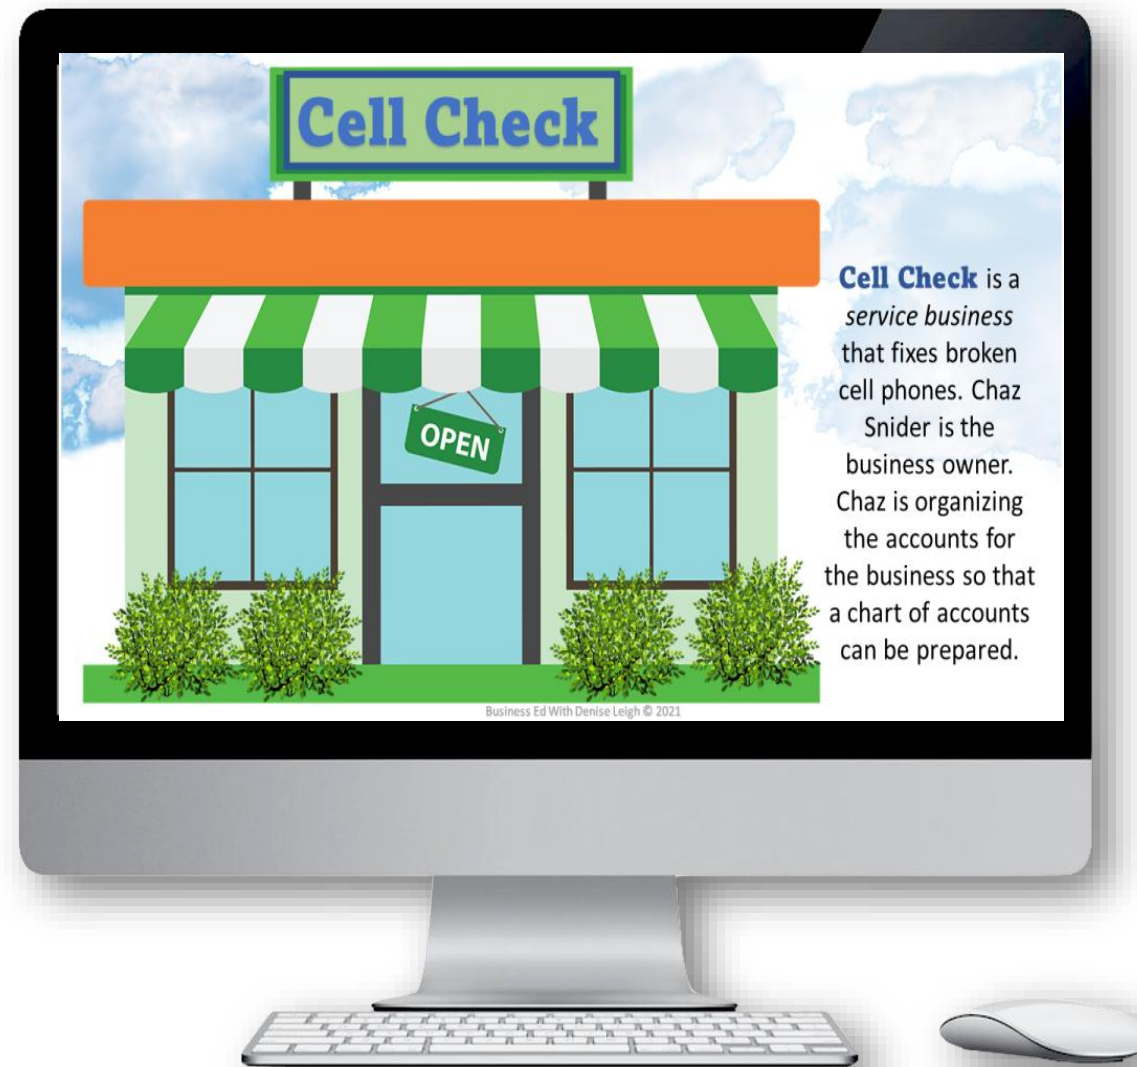 Cell Check
OPEN
Cell Check is a
service business
that fixes broken
cell phones. Chaz
Snider is the
business owner.
Chaz is organizing
the accounts for
the business so that
a chart of accounts
can be prepared.
Business Ed With Denise Leigh © 2021